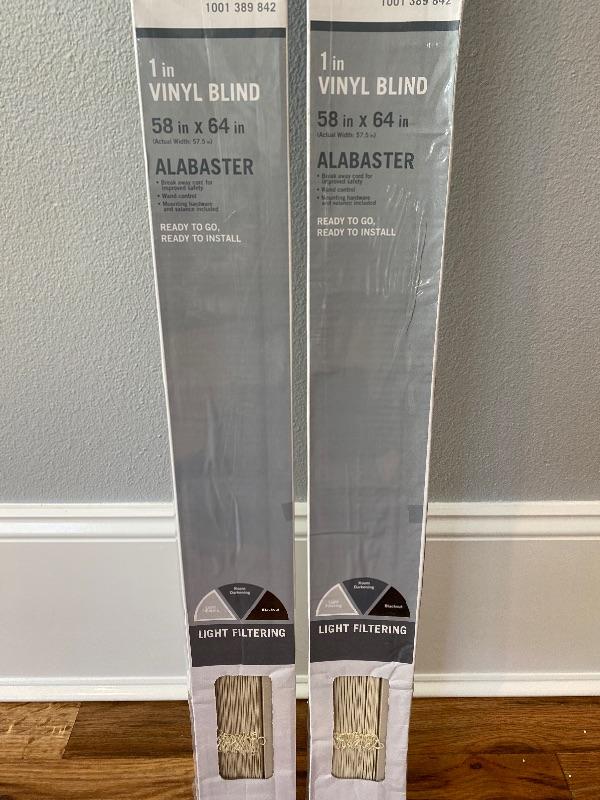 1001 389 842
1 in
VINYL BLIND
58 in x 64 in
(Actual Width: 57.5 in)
ALABASTER
• Break away cord for
improved safety
• Wand control
• Mounting hardware
and valance included
READY TO GO,
READY TO INSTALL
Light
Filtering
Room
Darkening
Blackout
LIGHT FILTERING
1001 389 842
1 in
VINYL BLIND
58 in x 64 in
(Actual Width: 57.5 in)
ALABASTER
• Break away cord for
improved safety
• Wand control
• Mounting hardware
and valance included
READY TO GO,
READY TO INSTALL
Light
Filtering
Room
Darkening
Blackout
LIGHT FILTERING